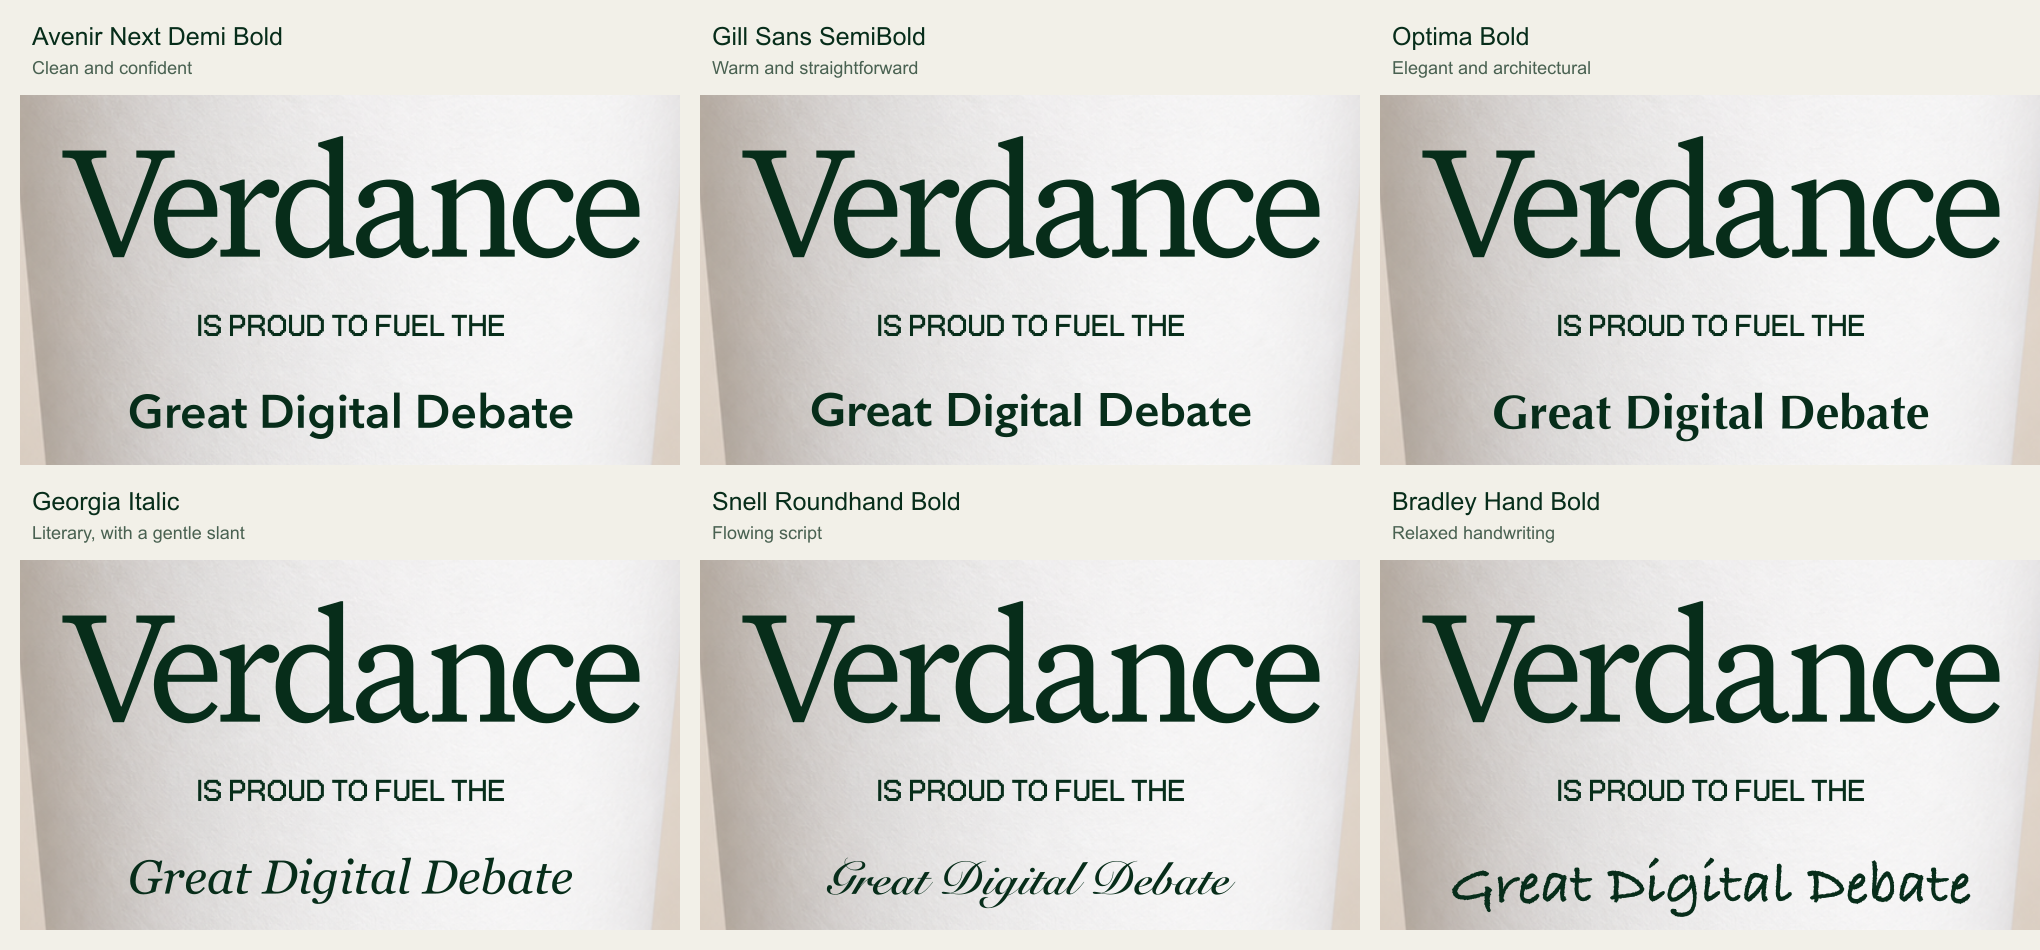 Avenir Next Demi Bold
Clean and confident
Verdance
IS PROUD TO FUEL THE
Great Digital Debate
Gill Sans SemiBold
Warm and straightforward
Verdance
IS PROUD TO FUEL THE
Great Digital Debate
Optima Bold
Elegant and architectural
Verdance
IS PROUD TO FUEL THE
Great Digital Debate
Georgia Italic
Literary, with a gentle slant
Verdance
IS PROUD TO FUEL THE
Great Digital Debate
Snell Roundhand Bold
Flowing script
Verdance
IS PROUD TO FUEL THE
Great Digital Debate
Bradley Hand Bold
Relaxed handwriting
Verdance
IS PROUD TO FUEL THE
Great Digital Debate